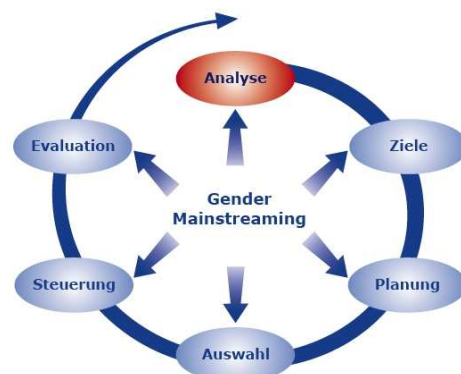 Analyse
Ziele
Planung
Auswahl
Steuerung
Evaluation
Gender
Mainstreaming